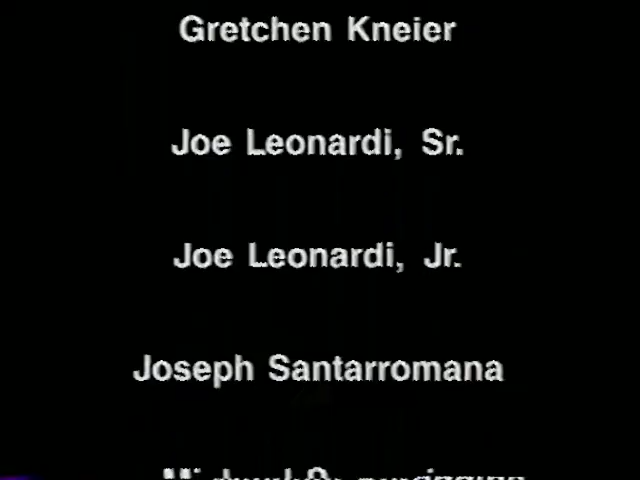 Gretchen Kneier
Joe Leonardi, Sr.
Joe Leonardi, Jr.
Joseph Santarromana